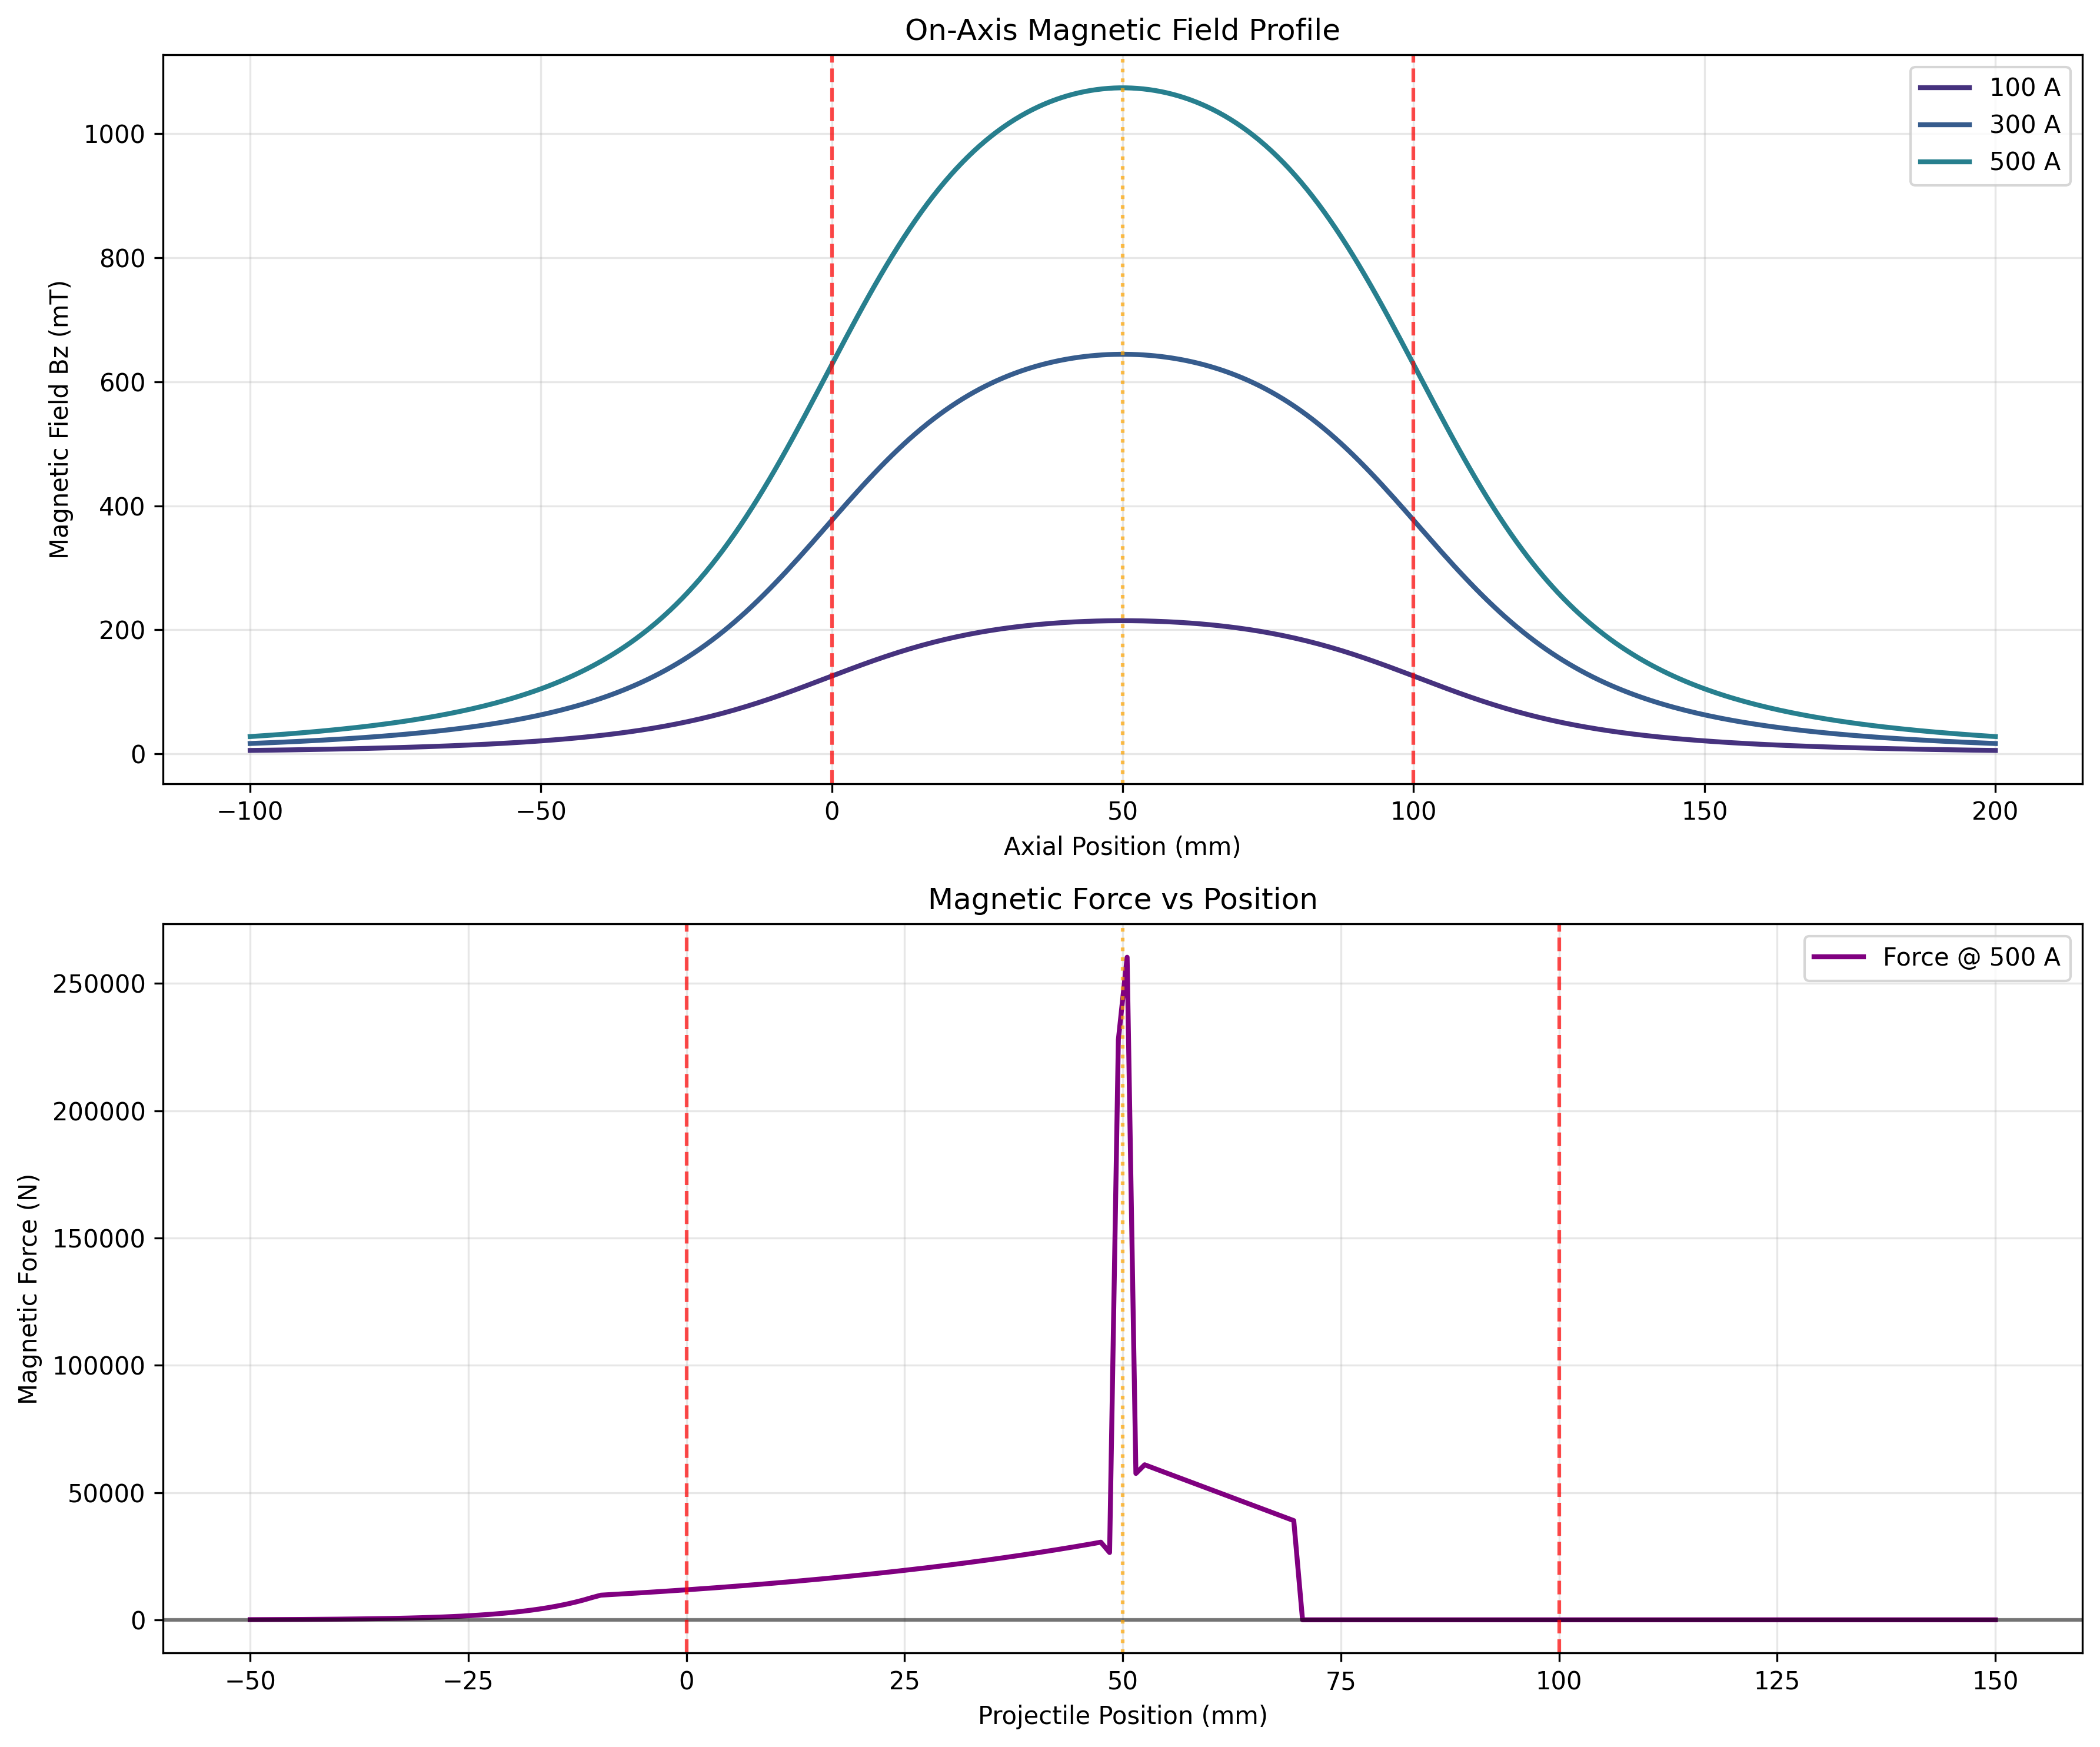 On-Axis Magnetic Field Profile
100 A
300 A
500 A
Magnetic Field Bz (mT)
1000
800
600
400
200
0
−100
−50
0
50
100
150
200
Axial Position (mm)
Magnetic Force vs Position
Force @ 500 A
Magnetic Force (N)
250000
200000
150000
100000
50000
0
−50
−25
0
25
50
75
100
125
150
Projectile Position (mm)